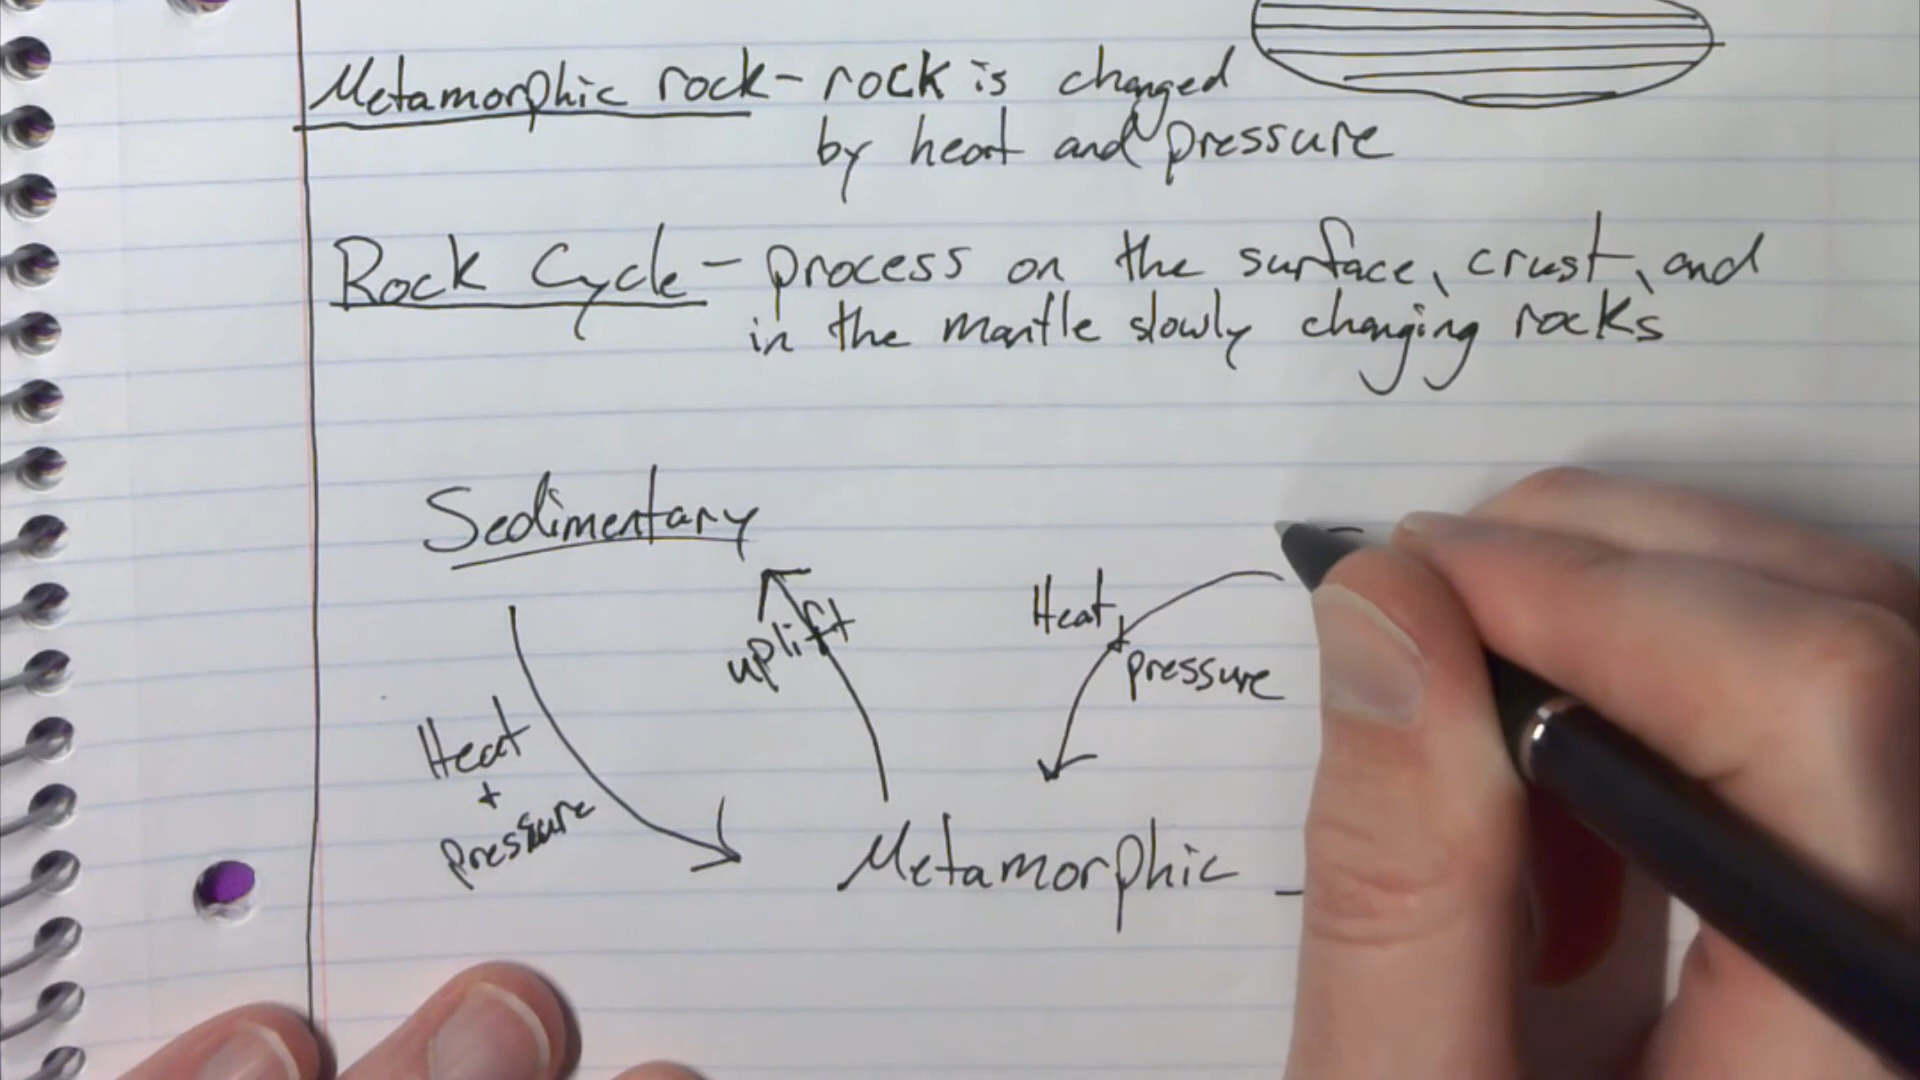 Metamorphic rock - rock is changed
by heat and pressure
Rock Cycle - process on the surface, crust, and
in the mantle slowly changing rocks
Sedimentary
uplift
Heat
+
pressure
Heat
+
pressure
Metamorphic